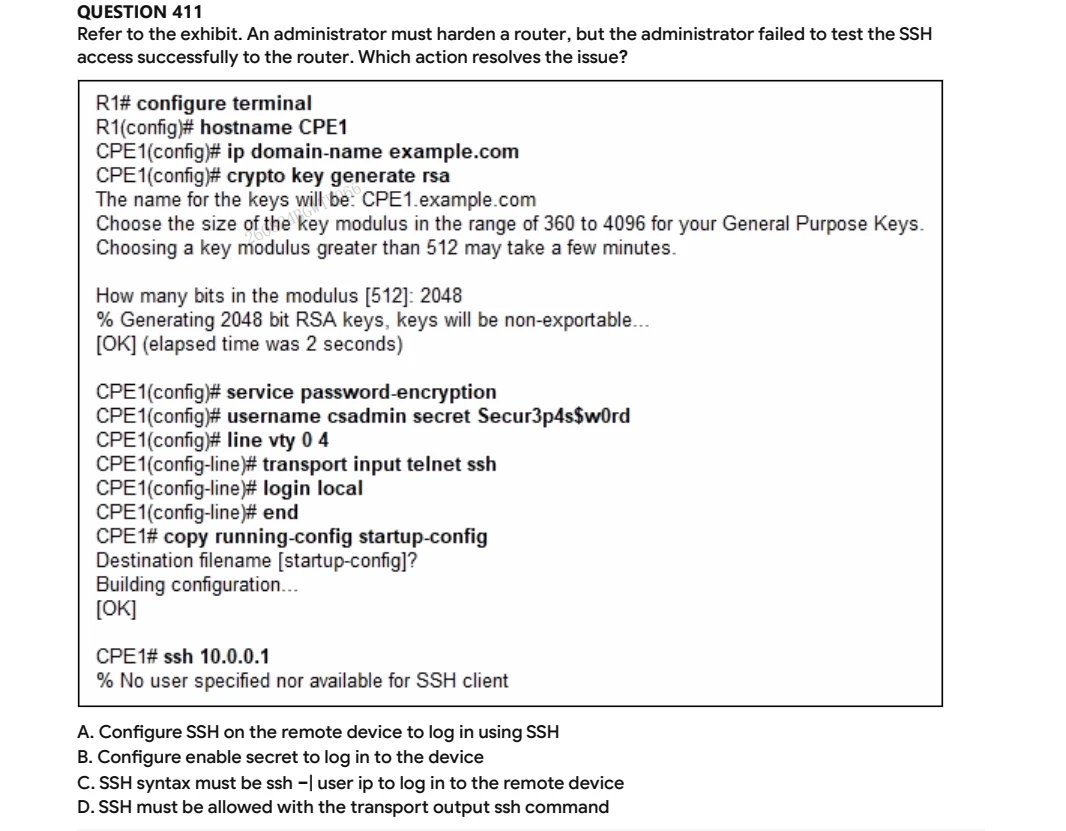 QUESTION 411
Refer to the exhibit. An administrator must harden a router, but the administrator failed to test the SSH
access successfully to the router. Which action resolves the issue?
R1# configure terminal
R1(config)# hostname CPE1
CPE1(config)# ip domain-name example.com
CPE1(config)# crypto key generate rsa
The name for the keys will be: CPE1.example.com
Choose the size of the key modulus in the range of 360 to 4096 for your General Purpose Keys.
Choosing a key modulus greater than 512 may take a few minutes.
How many bits in the modulus [512]: 2048
% Generating 2048 bit RSA keys, keys will be non-exportable...
[OK] (elapsed time was 2 seconds)
CPE1(config)# service password-encryption
CPE1(config)# username csadmin secret Secur3p4s$w0rd
CPE1(config)# line vty 0 4
CPE1(config-line)# transport input telnet ssh
CPE1(config-line)# login local
CPE1(config-line)# end
CPE1# copy running-config startup-config
Destination filename [startup-config]?
Building configuration...
[OK]
CPE1# ssh 10.0.0.1
% No user specified nor available for SSH client
A. Configure SSH on the remote device to log in using SSH
B. Configure enable secret to log in to the device
C. SSH syntax must be ssh –| user ip to log in to the remote device
D. SSH must be allowed with the transport output ssh command